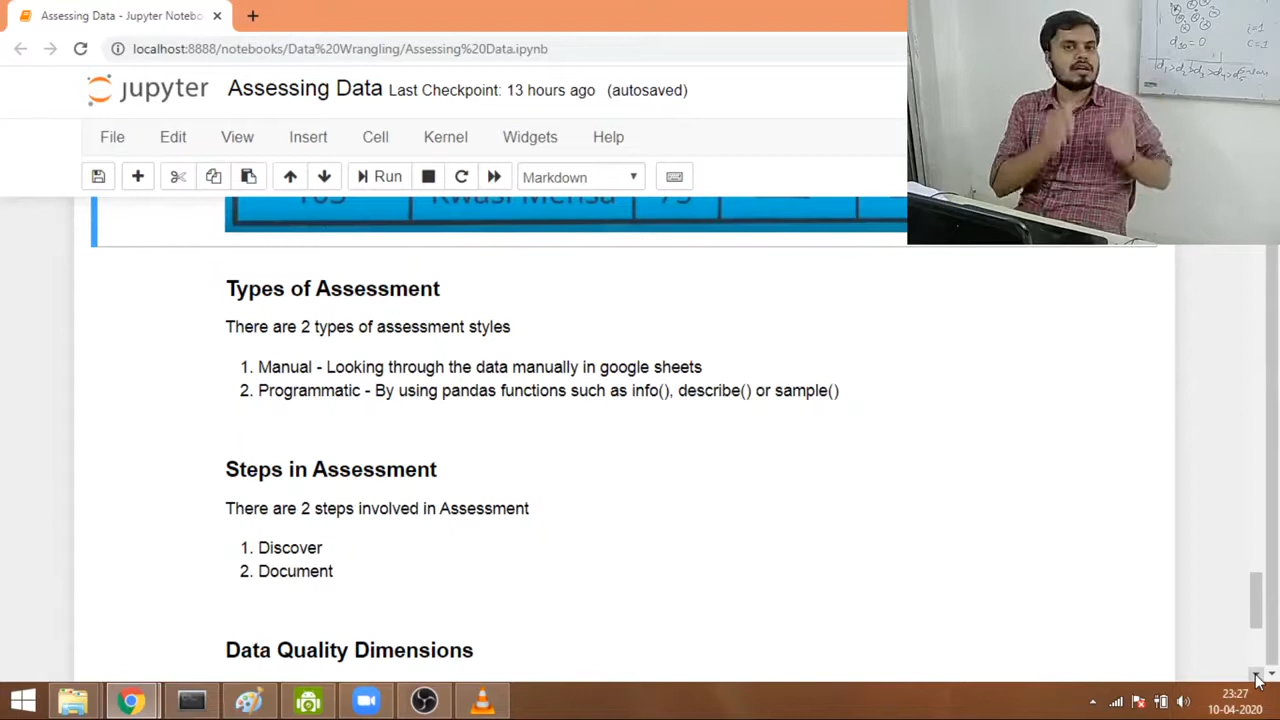 Assessing Data - Jupyter Notebo
localhost:8888/notebooks/Data%20Wrangling/Assessing%20Data.ipynb
jupyter Assessing Data Last Checkpoint: 13 hours ago (autosaved)
File Edit View Insert Cell Kernel Widgets Help
Run Markdown
103 Kwasi Mensa 75
Types of Assessment
There are 2 types of assessment styles
1. Manual - Looking through the data manually in google sheets
2. Programmatic - By using pandas functions such as info(), describe() or sample()
Steps in Assessment
There are 2 steps involved in Assessment
1. Discover
2. Document
Data Quality Dimensions
23:27
10-04-2020